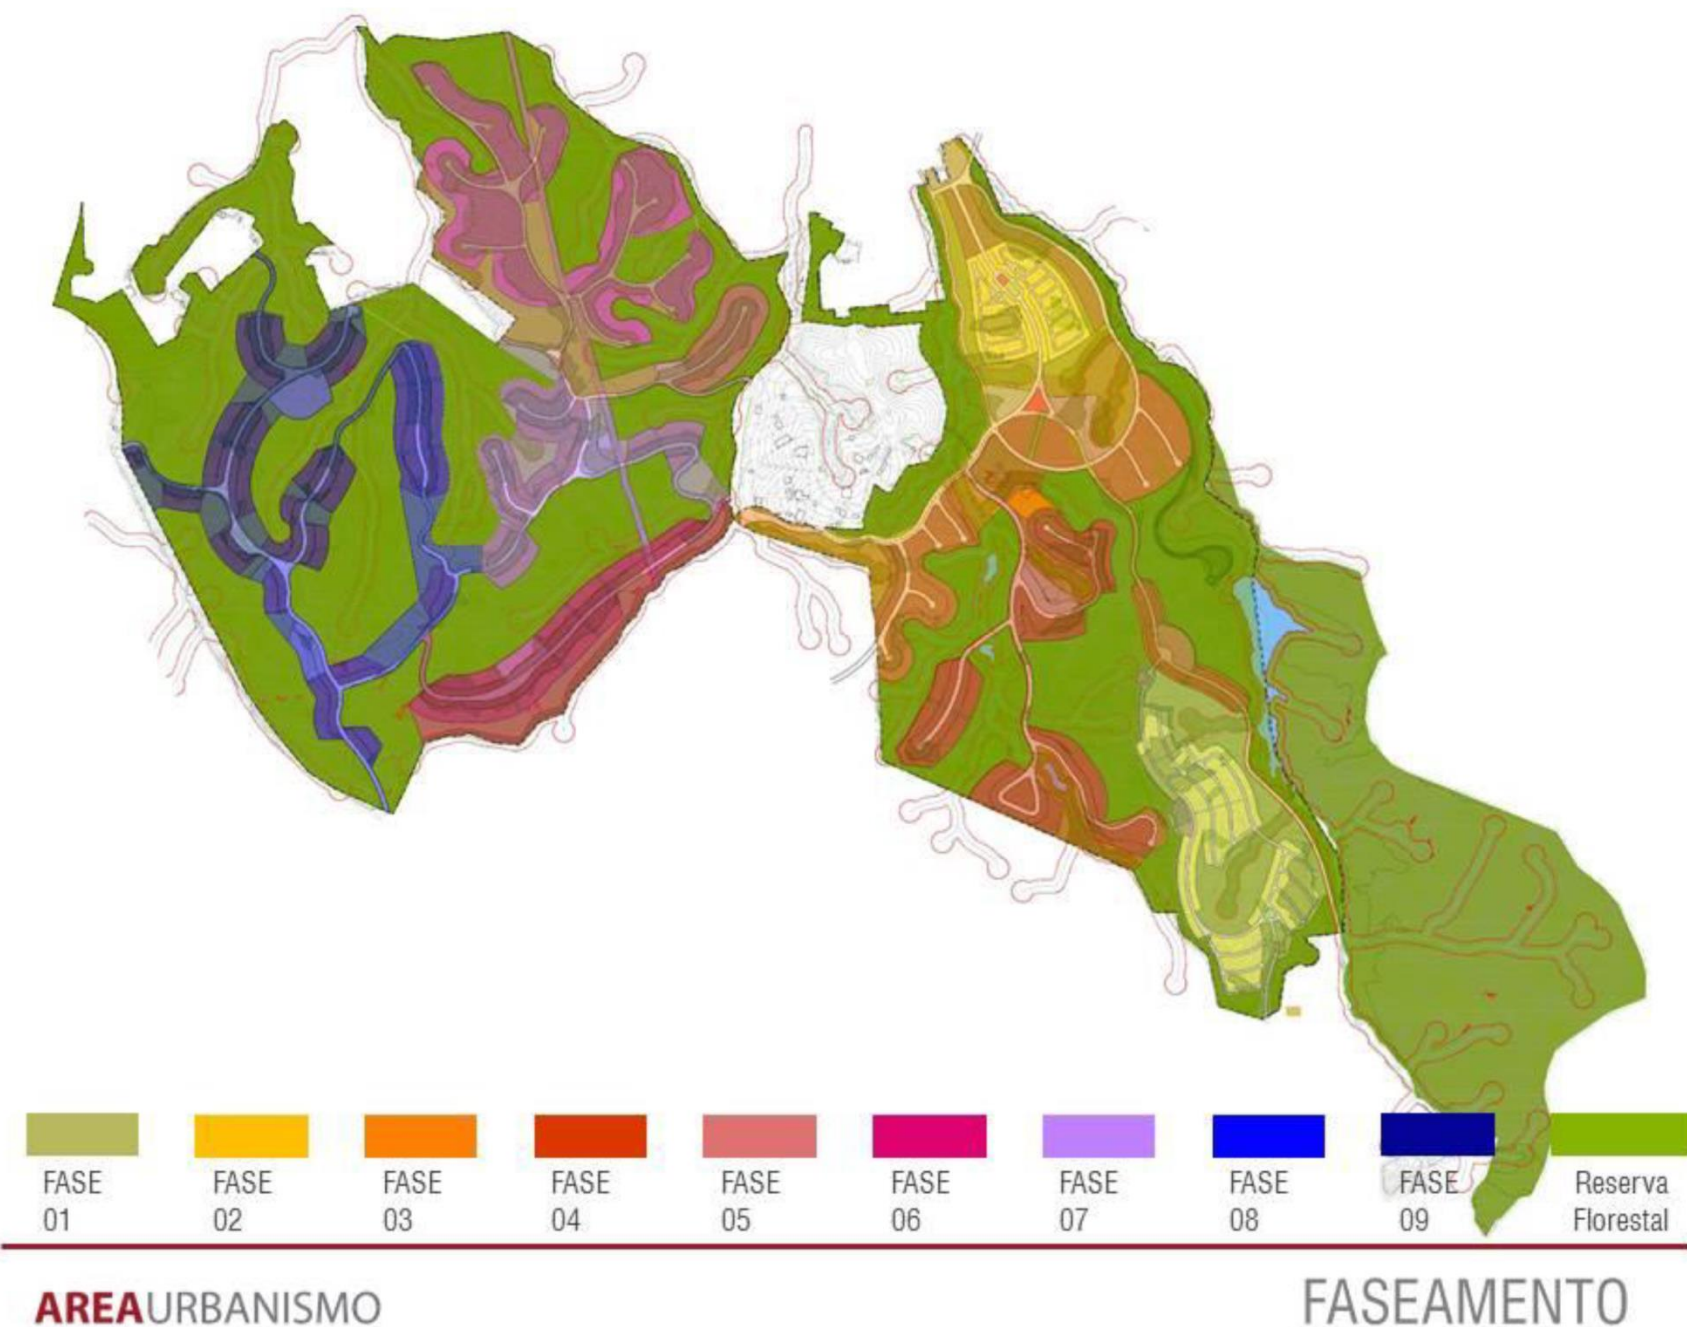 FASE FASE FASE FASE FASE FASE FASE FASE FASE Reserva
01 02 03 04 05 06 07 08 09 Florestal
AREAURBANISMO FASEAMENTO